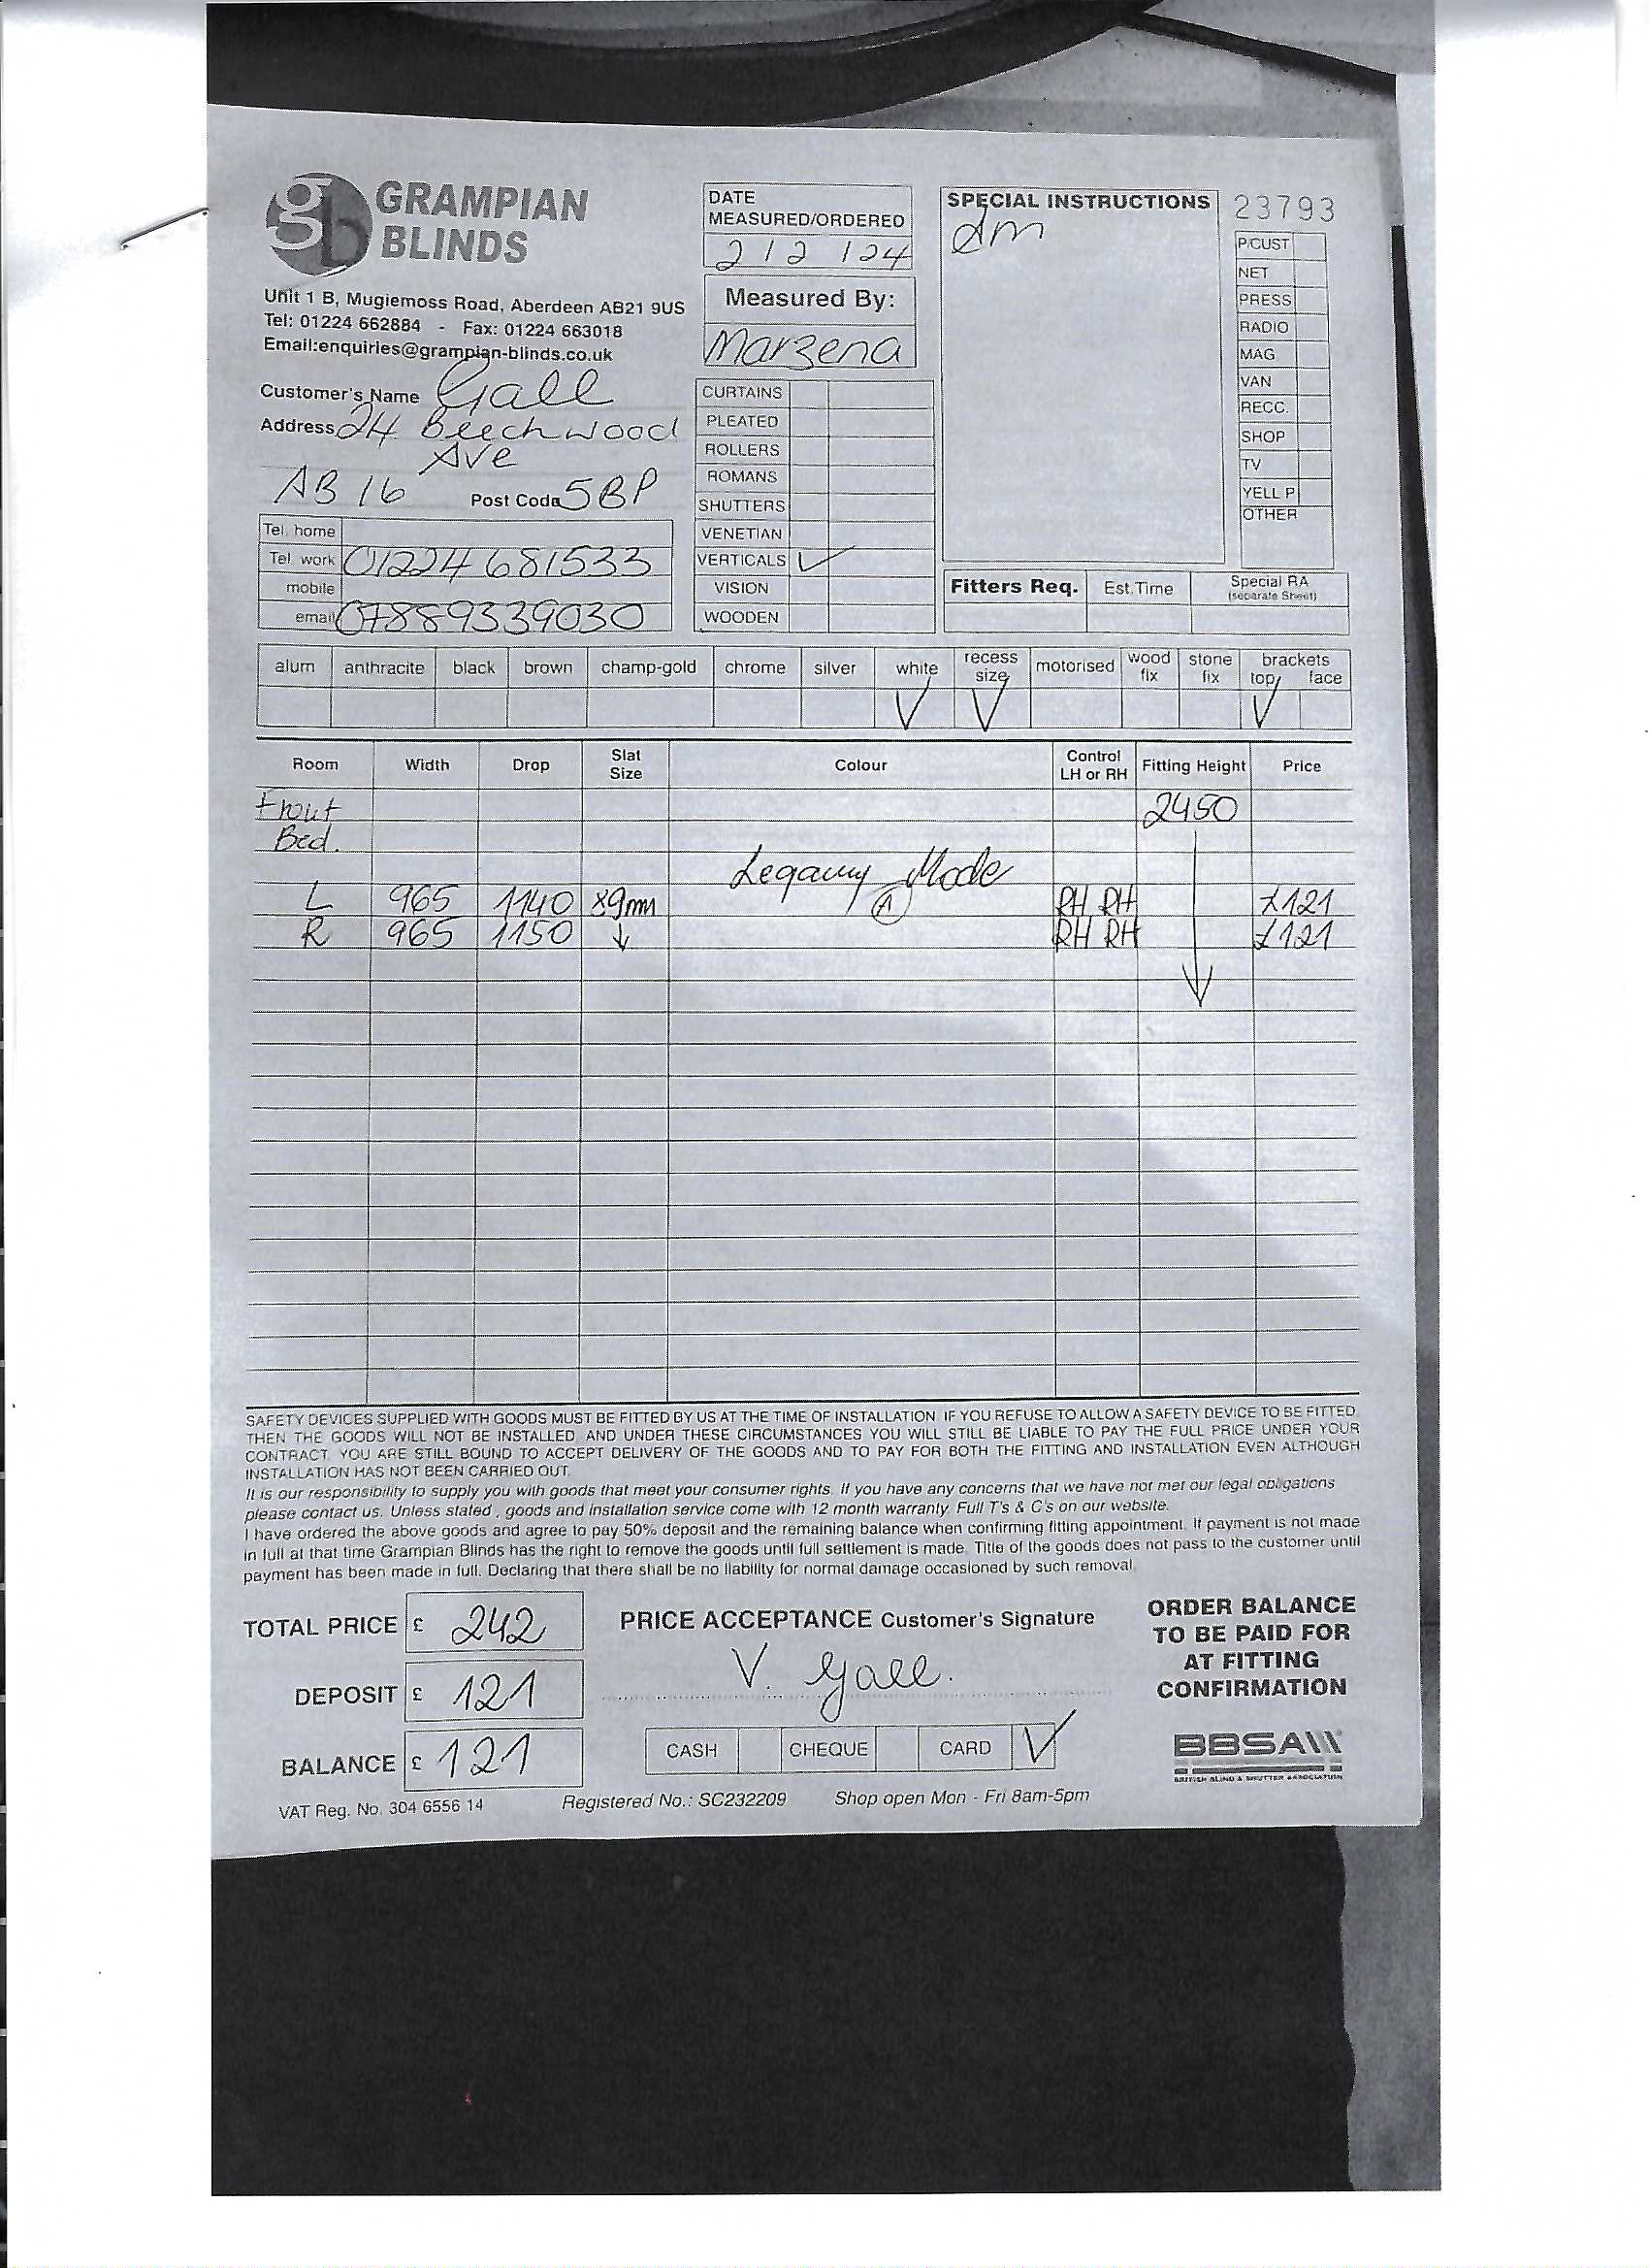 GRAMPIAN
BLINDS
Unit 1 B, Mugiemoss Road, Aberdeen AB21 9US
Tel: 01224 662884 - Fax: 01224 663018
Email:enquiries@grampian-blinds.co.uk
Customer's Name Gall
Address 24 Beechwood
Ave
AB 16 Post Code 5BP
Tel. home
Tel. work 01224 681533
mobile
email 07889339030
DATE
MEASURED/ORDERED
2 / 2 / 24
Measured By:
Marzena
CURTAINS
PLEATED
ROLLERS
ROMANS
SHUTTERS
VENETIAN
VERTICALS ✓
VISION
WOODEN
SPECIAL INSTRUCTIONS
dm
23793
P/CUST
NET
PRESS
RADIO
MAG
VAN
RECC.
SHOP
TV
YELL P
OTHER
Fitters Req. Est.Time Special RA
(separate Sheet)
alum anthracite black brown champ-gold chrome silver white recess size motorised wood fix stone fix brackets top face
✓ ✓ ✓
Room Width Drop Slat Size Colour Control LH or RH Fitting Height Price
Front 2450
Bed.
Legacuy Mode
L 965 1140 89mm A RH RH £121
R 965 1150 ↓ RH RH £121
SAFETY DEVICES SUPPLIED WITH GOODS MUST BE FITTED BY US AT THE TIME OF INSTALLATION IF YOU REFUSE TO ALLOW A SAFETY DEVICE TO BE FITTED
THEN THE GOODS WILL NOT BE INSTALLED. AND UNDER THESE CIRCUMSTANCES YOU WILL STILL BE LIABLE TO PAY THE FULL PRICE UNDER YOUR
CONTRACT. YOU ARE STILL BOUND TO ACCEPT DELIVERY OF THE GOODS AND TO PAY FOR BOTH THE FITTING AND INSTALLATION EVEN ALTHOUGH
INSTALLATION HAS NOT BEEN CARRIED OUT.
It is our responsibility to supply you with goods that meet your consumer rights. If you have any concerns that we have not met our legal obligations
please contact us. Unless stated , goods and installation service come with 12 month warranty. Full T's & C's on our website.
I have ordered the above goods and agree to pay 50% deposit and the remaining balance when confirming fitting appointment. If payment is not made
in full at that time Grampian Blinds has the right to remove the goods until full settlement is made. Title of the goods does not pass to the customer until
payment has been made in full. Declaring that there shall be no liability for normal damage occasioned by such removal.
TOTAL PRICE £ 242
DEPOSIT £ 121
BALANCE £ 121
PRICE ACCEPTANCE Customer's Signature
V. Gall.
CASH CHEQUE CARD ✓
ORDER BALANCE
TO BE PAID FOR
AT FITTING
CONFIRMATION
BBSA
BRITISH BLIND & SHUTTER ASSOCIATION
VAT Reg. No. 304 6556 14 Registered No.: SC232209 Shop open Mon - Fri 8am-5pm